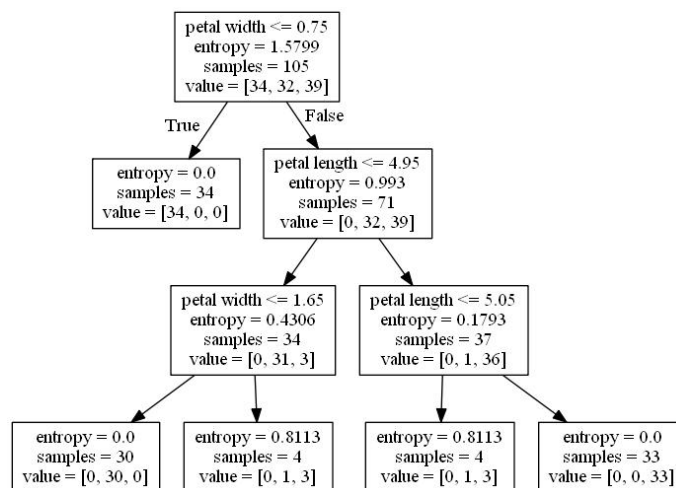 petal width <= 0.75
entropy = 1.5799
samples = 105
value = [34, 32, 39]
True
False
entropy = 0.0
samples = 34
value = [34, 0, 0]
petal length <= 4.95
entropy = 0.993
samples = 71
value = [0, 32, 39]
petal width <= 1.65
entropy = 0.4306
samples = 34
value = [0, 31, 3]
petal length <= 5.05
entropy = 0.1793
samples = 37
value = [0, 1, 36]
entropy = 0.0
samples = 30
value = [0, 30, 0]
entropy = 0.8113
samples = 4
value = [0, 1, 3]
entropy = 0.8113
samples = 4
value = [0, 1, 3]
entropy = 0.0
samples = 33
value = [0, 0, 33]